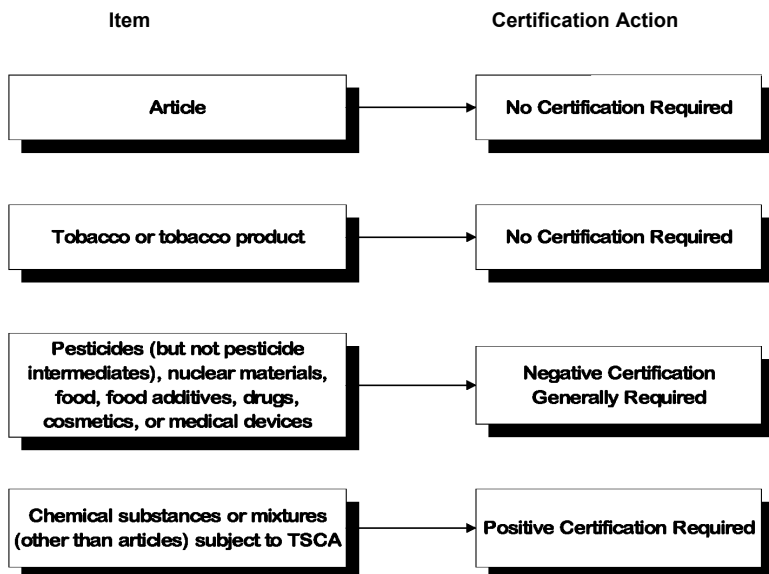 Item
Certification Action
Article
No Certification Required
Tobacco or tobacco product
No Certification Required
Pesticides (but not pesticide
intermediates), nuclear materials,
food, food additives, drugs,
cosmetics, or medical devices
Negative Certification
Generally Required
Chemical substances or mixtures
(other than articles) subject to TSCA
Positive Certification Required